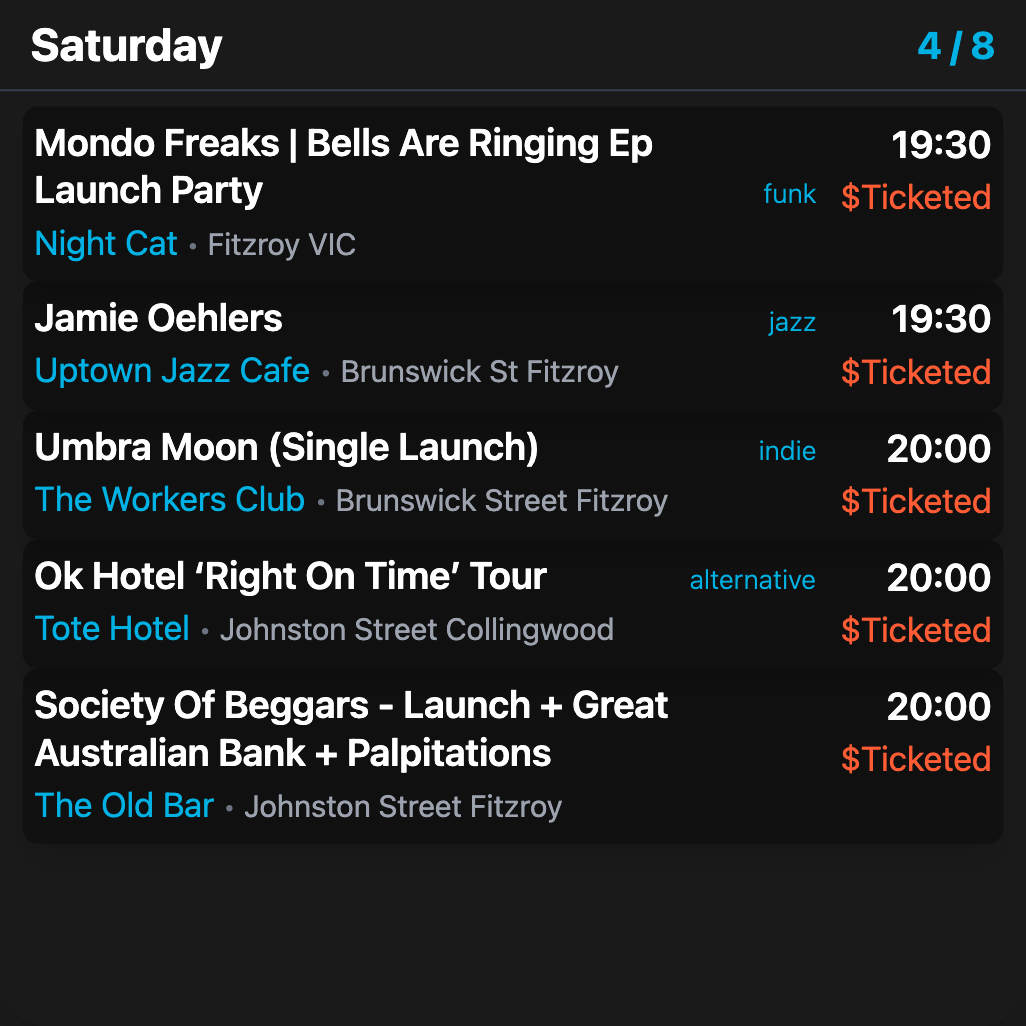 Saturday
4 / 8
Mondo Freaks | Bells Are Ringing Ep
Launch Party
funk
19:30
$Ticketed
Night Cat • Fitzroy VIC
Jamie Oehlers
jazz
19:30
Uptown Jazz Cafe • Brunswick St Fitzroy
$Ticketed
Umbra Moon (Single Launch)
indie
20:00
The Workers Club • Brunswick Street Fitzroy
$Ticketed
Ok Hotel ‘Right On Time’ Tour
alternative
20:00
Tote Hotel • Johnston Street Collingwood
$Ticketed
Society Of Beggars - Launch + Great
Australian Bank + Palpitations
20:00
$Ticketed
The Old Bar • Johnston Street Fitzroy